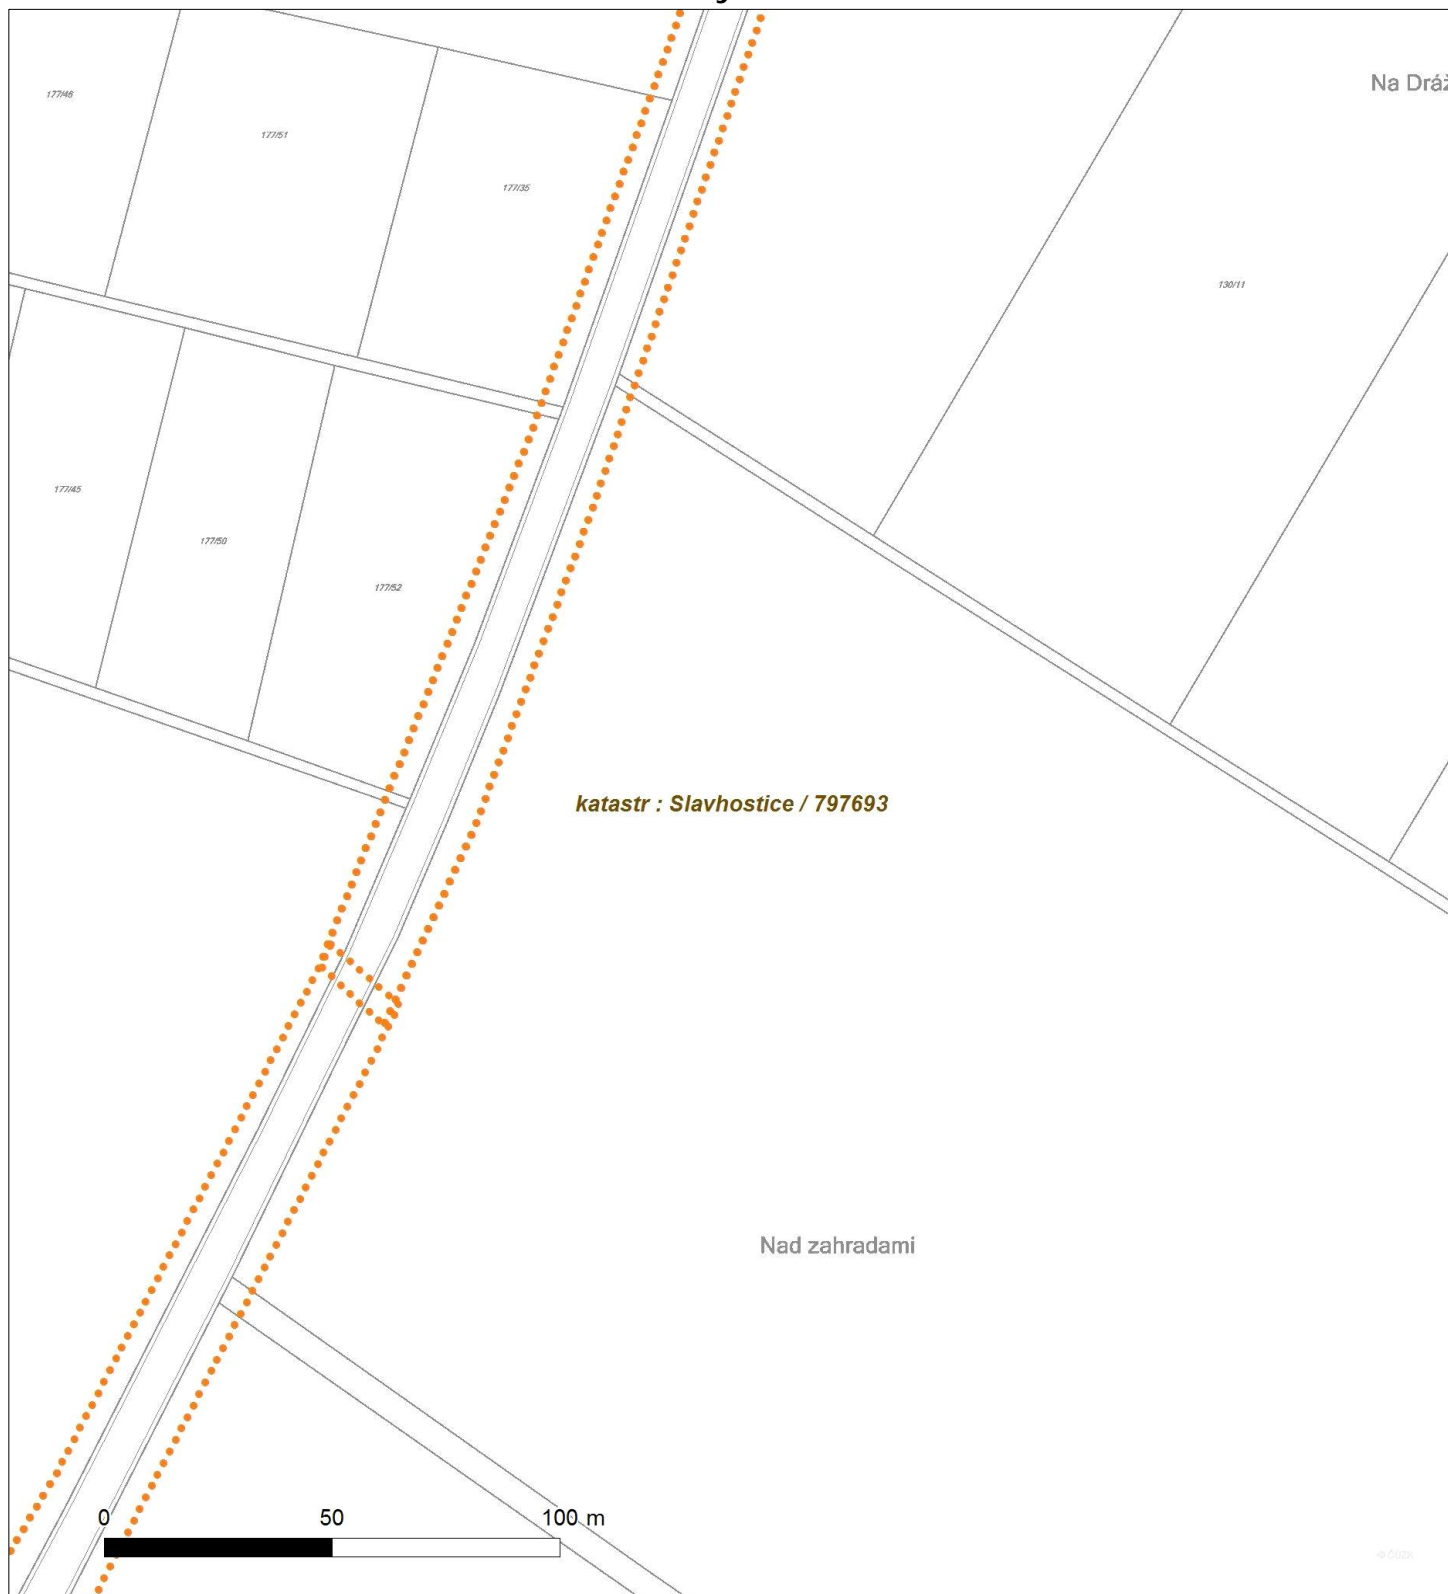 Na Dráž
177/46
177/51
177/35
130/11
177/45
177/50
177/52
katastr : Slavhostice / 797693
Nad zahradami
0 50 100 m
© ČÚZK